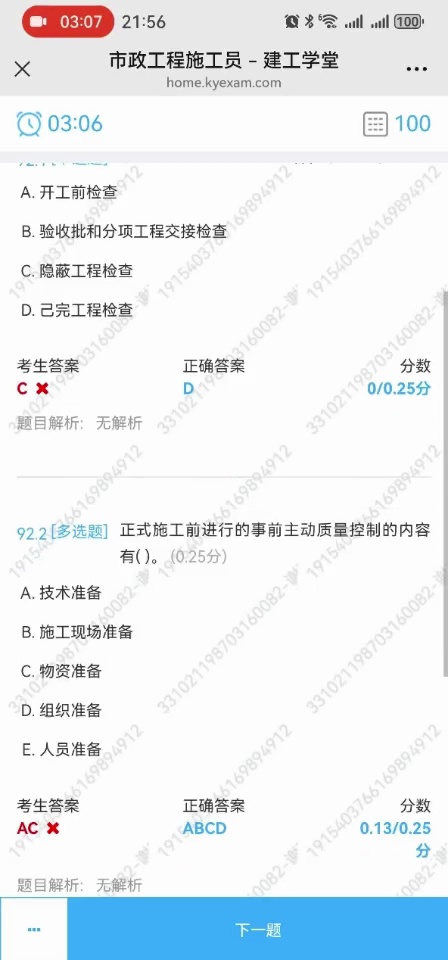 03:07 21:56 100
市政工程施工员 – 建工学堂
home.kyexam.com
03:06 100
A. 开工前检查
B. 验收批和分项工程交接检查
C. 隐蔽工程检查
D. 己完工程检查
考生答案 正确答案 分数
C D 0/0.25分
题目解析: 无解析
92.2 [多选题] 正式施工前进行的事前主动质量控制的内容
有( )。(0.25分)
A. 技术准备
B. 施工现场准备
C. 物资准备
D. 组织准备
E. 人员准备
考生答案 正确答案 分数
AC ABCD 0.13/0.25
分
题目解析: 无解析
下一题